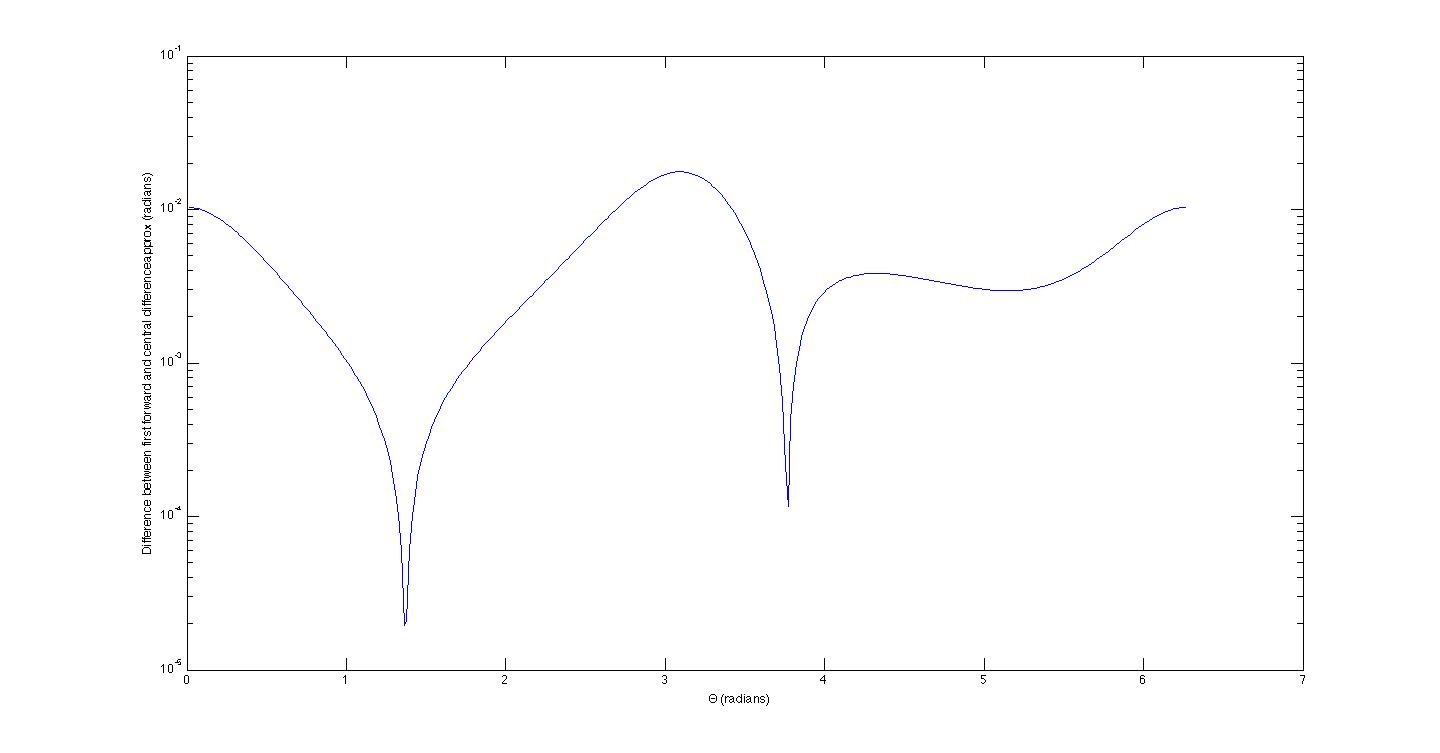 10-1
10-2
10-3
10-4
10-5
0 1 2 3 4 5 6 7
Θ (radians)
Difference between first forward and central differenceapprox (radians)